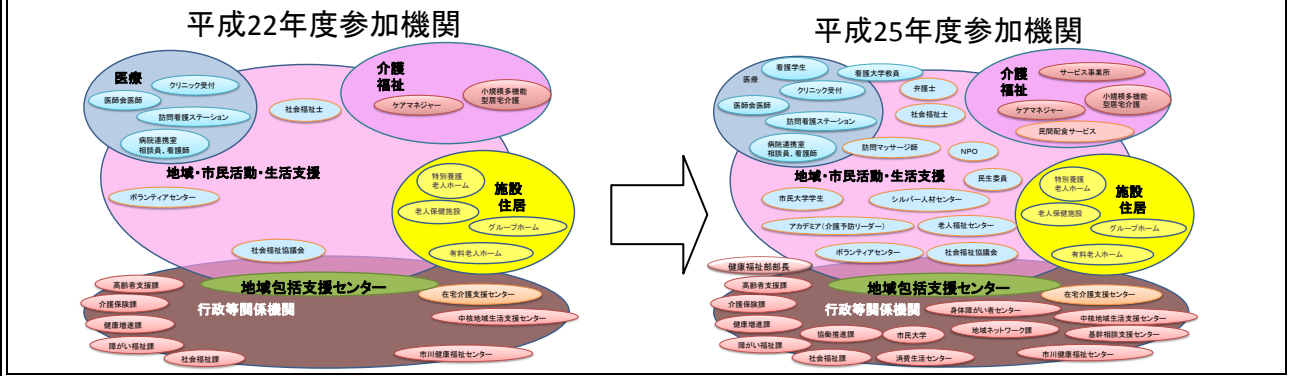 平成22年度参加機関
医療
クリニック受付
医師会医師
訪問看護ステーション
病院連携室
相談員、看護師
社会福祉士
介護
福祉
ケアマネジャー
小規模多機能
型居宅介護
地域・市民活動・生活支援
ボランティアセンター
社会福祉協議会
特別養護
老人ホーム
施設
住居
老人保健施設
グループホーム
有料老人ホーム
地域包括支援センター
行政等関係機関
高齢者支援課
介護保険課
健康増進課
障がい福祉課
社会福祉課
在宅介護支援センター
中核地域生活支援センター
市川健康福祉センター
平成25年度参加機関
医療
看護学生
看護大学教員
クリニック受付
医師会医師
訪問看護ステーション
病院連携室
相談員、看護師
弁護士
社会福祉士
訪問マッサージ師
NPO
介護
福祉
サービス事業所
ケアマネジャー
小規模多機能
型居宅介護
民間配食サービス
地域・市民活動・生活支援
民生委員
市民大学学生
シルバー人材センター
アカデミア(介護予防リーダー)
老人福祉センター
ボランティアセンター
社会福祉協議会
特別養護
老人ホーム
施設
住居
老人保健施設
グループホーム
有料老人ホーム
健康福祉部部長
地域包括支援センター
行政等関係機関
高齢者支援課
介護保険課
健康増進課
障がい福祉課
社会福祉課
協働推進課
市民大学
消費生活センター
身体障がい者センター
地域ネットワーク課
在宅介護支援センター
中核地域生活支援センター
基幹相談支援センター
市川健康福祉センター